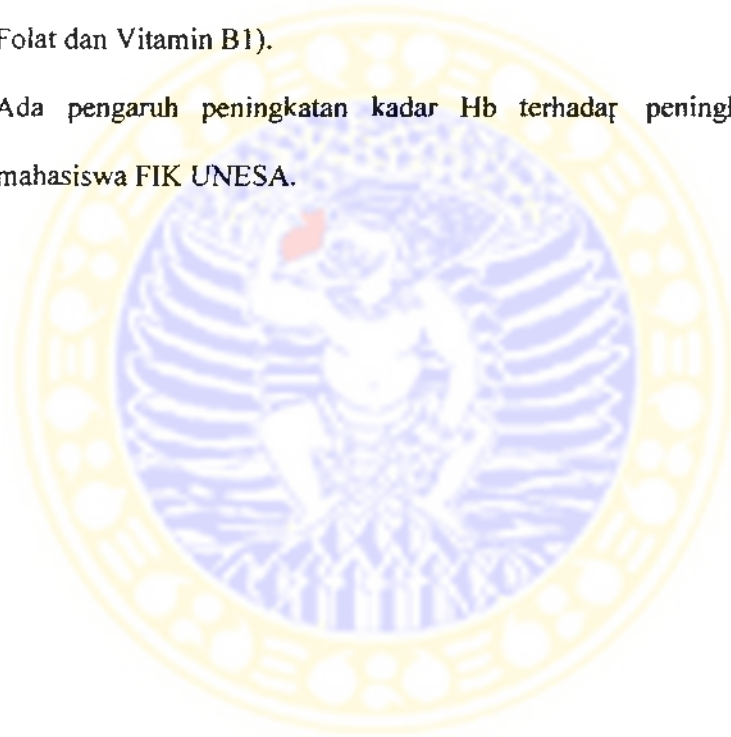 Folat dan Vitamin B1).
Ada pengaruh peningkatan kadar Hb terhadap
mahasiswa FIK UNESA.